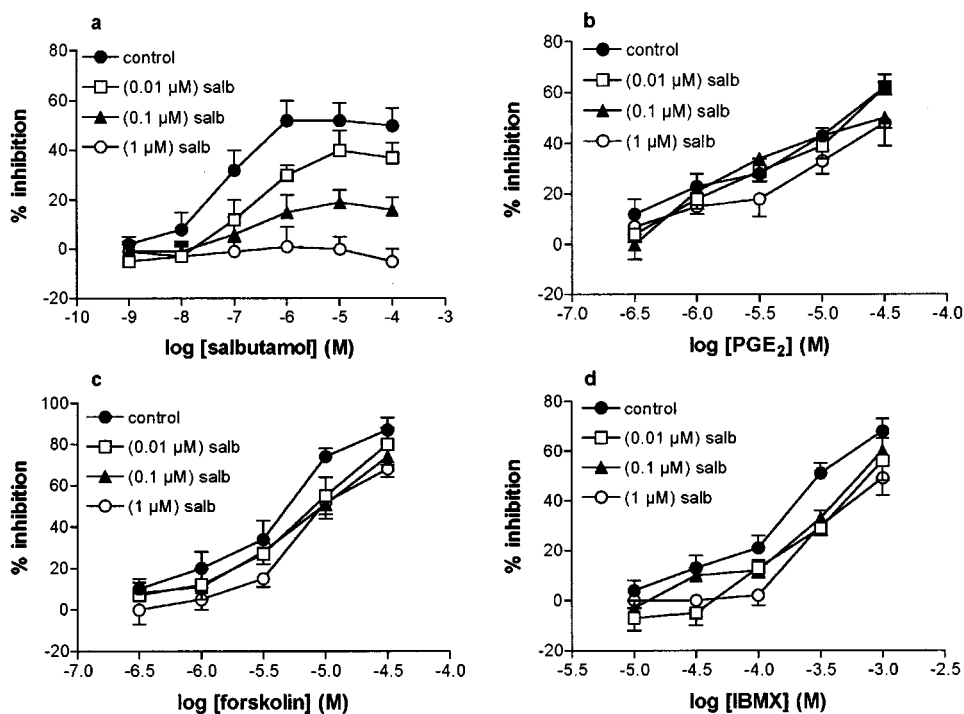 a
80
60
40
20
0
-20
% inhibition
control
(0.01 µM) salb
(0.1 µM) salb
(1 µM) salb
-10 -9 -8 -7 -6 -5 -4 -3
log [salbutamol] (M)
b
80
60
40
20
0
-20
% inhibition
control
(0.01 µM) salb
(0.1 µM) salb
(1 µM) salb
-7.0 -6.5 -6.0 -5.5 -5.0 -4.5 -4.0
log [PGE₂] (M)
c
100
80
60
40
20
0
-20
% inhibition
control
(0.01 µM) salb
(0.1 µM) salb
(1 µM) salb
-7.0 -6.5 -6.0 -5.5 -5.0 -4.5 -4.0
log [forskolin] (M)
d
80
60
40
20
0
-20
% inhibition
control
(0.01 µM) salb
(0.1 µM) salb
(1 µM) salb
-5.5 -5.0 -4.5 -4.0 -3.5 -3.0 -2.5
log [IBMX] (M)